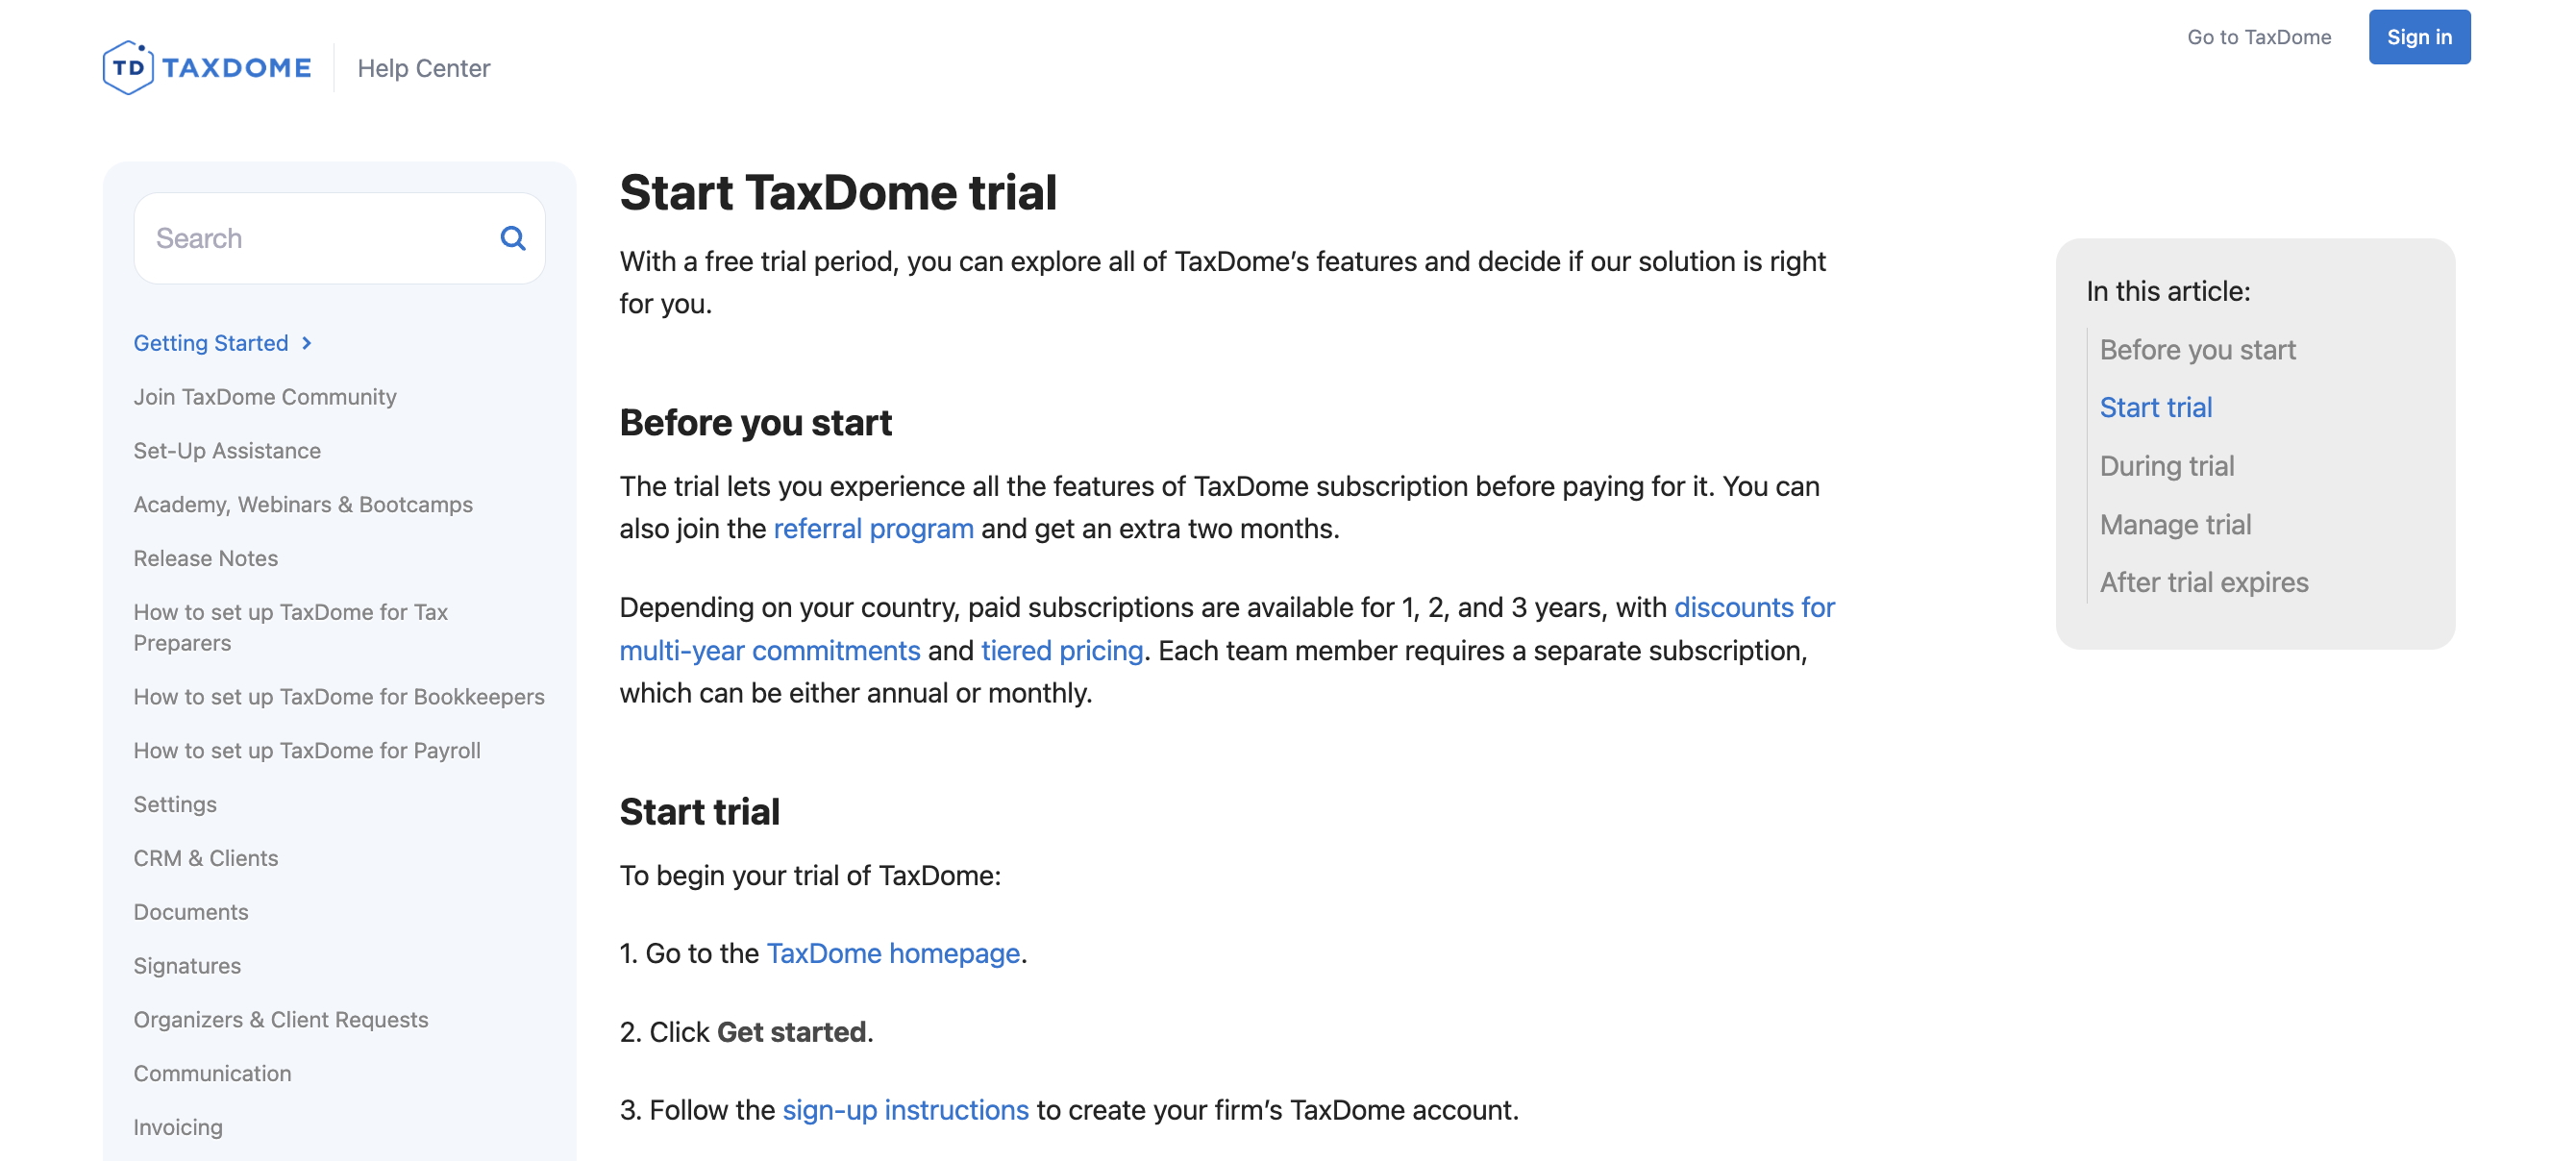 TD TAXDOME
Help Center
Go to TaxDome
Sign in
Search
Getting Started
Join TaxDome Community
Set-Up Assistance
Academy, Webinars & Bootcamps
Release Notes
How to set up TaxDome for Tax
Preparers
How to set up TaxDome for Bookkeepers
How to set up TaxDome for Payroll
Settings
CRM & Clients
Documents
Signatures
Organizers & Client Requests
Communication
Invoicing
Start TaxDome trial
With a free trial period, you can explore all of TaxDome’s features and decide if our solution is right
for you.
Before you start
The trial lets you experience all the features of TaxDome subscription before paying for it. You can
also join the referral program and get an extra two months.
Depending on your country, paid subscriptions are available for 1, 2, and 3 years, with discounts for
multi-year commitments and tiered pricing. Each team member requires a separate subscription,
which can be either annual or monthly.
Start trial
To begin your trial of TaxDome:
1. Go to the TaxDome homepage.
2. Click Get started.
3. Follow the sign-up instructions to create your firm’s TaxDome account.
In this article:
Before you start
Start trial
During trial
Manage trial
After trial expires